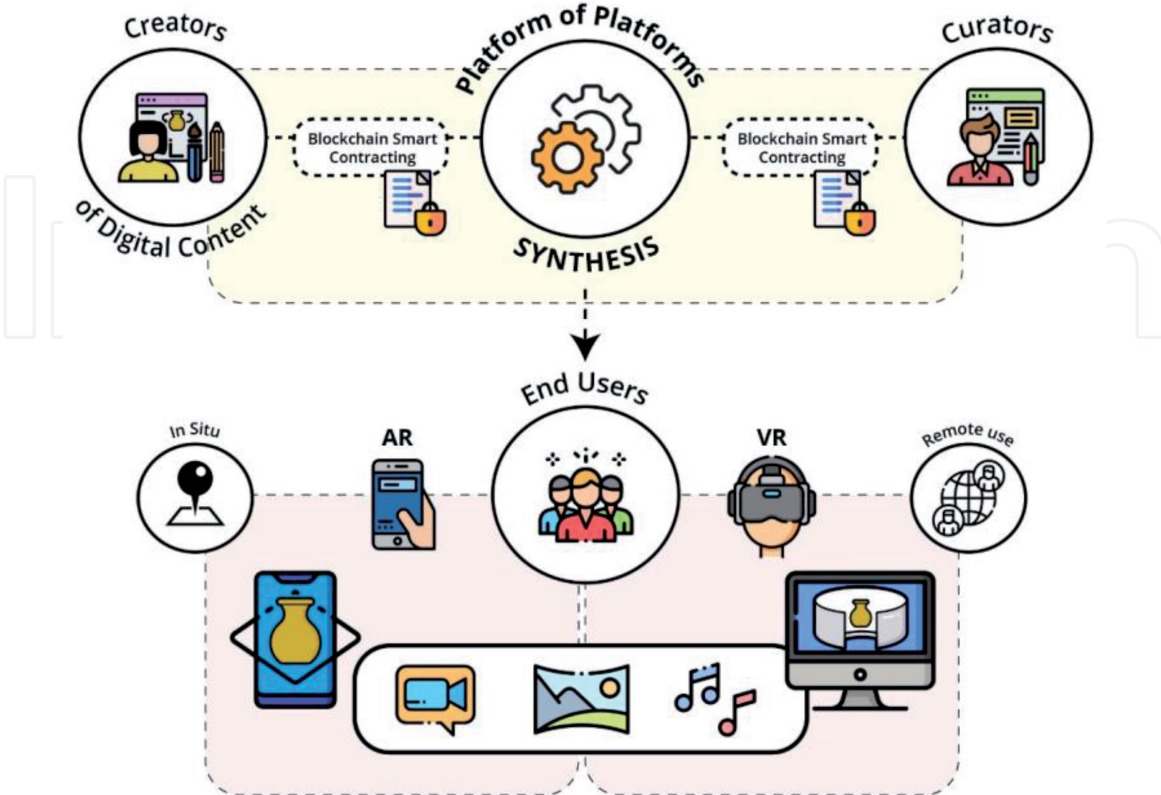 Creators
of Digital Content
Platform of Platforms
SYNTHESIS
Curators
Blockchain Smart
Contracting
Blockchain Smart
Contracting
End Users
In Situ
AR
VR
Remote use